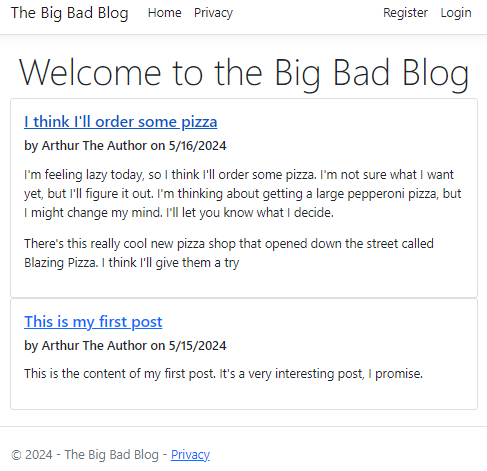 The Big Bad Blog Home Privacy Register Login
Welcome to the Big Bad Blog
I think I'll order some pizza
by Arthur The Author on 5/16/2024
I'm feeling lazy today, so I think I'll order some pizza. I'm not sure what I want
yet, but I'll figure it out. I'm thinking about getting a large pepperoni pizza, but
I might change my mind. I'll let you know what I decide.
There's this really cool new pizza shop that opened down the street called
Blazing Pizza. I think I'll give them a try
This is my first post
by Arthur The Author on 5/15/2024
This is the content of my first post. It's a very interesting post, I promise.
© 2024 - The Big Bad Blog - Privacy